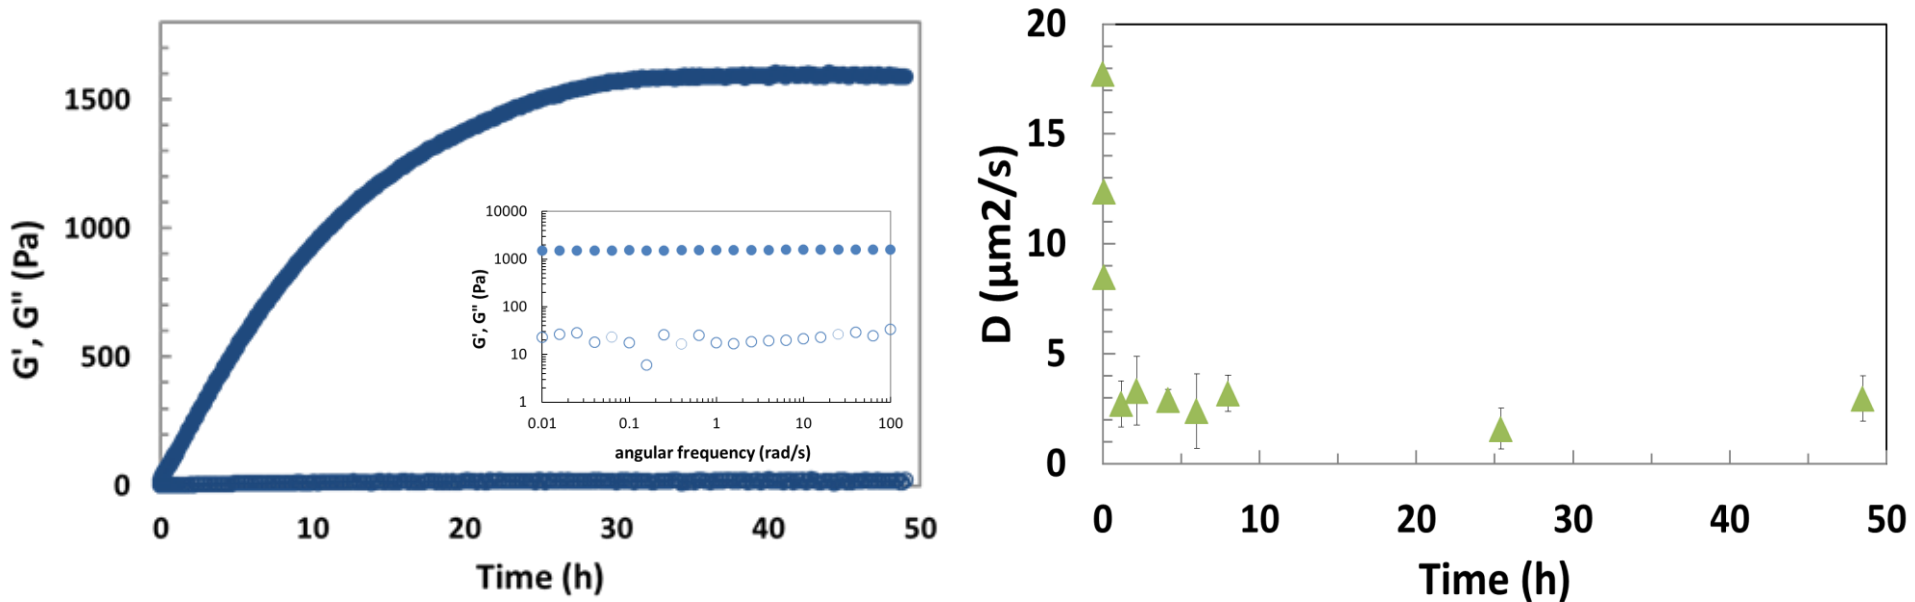 G', G" (Pa)
1500
1000
500
0
0 10 20 30 40 50
Time (h)
G', G" (Pa)
10000
1000
100
10
1
0.01 0.1 1 10 100
angular frequency (rad/s)
D (μm2/s)
20
15
10
5
0
0 10 20 30 40 50
Time (h)